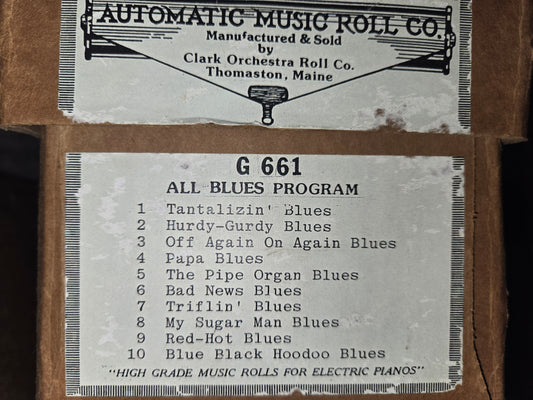 AUTOMATIC MUSIC ROLL CO.
Manufactured & Sold
by
Clark Orchestra Roll Co.
Thomaston, Maine
G 661
ALL BLUES PROGRAM
1 Tantalizin' Blues
2 Hurdy-Gurdy Blues
3 Off Again On Again Blues
4 Papa Blues
5 The Pipe Organ Blues
6 Bad News Blues
7 Triflin' Blues
8 My Sugar Man Blues
9 Red-Hot Blues
10 Blue Black Hoodoo Blues
"HIGH GRADE MUSIC ROLLS FOR ELECTRIC PIANOS"